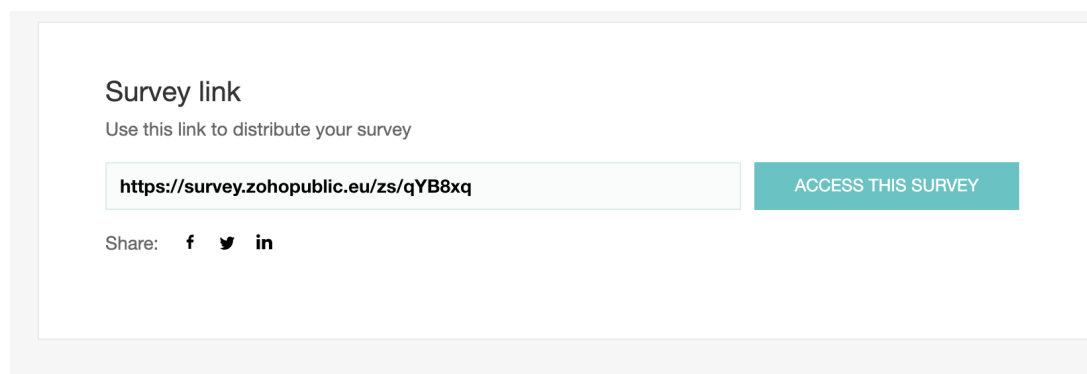 Survey link
Use this link to distribute your survey
https://survey.zohopublic.eu/zs/qYB8xq
ACCESS THIS SURVEY
Share: